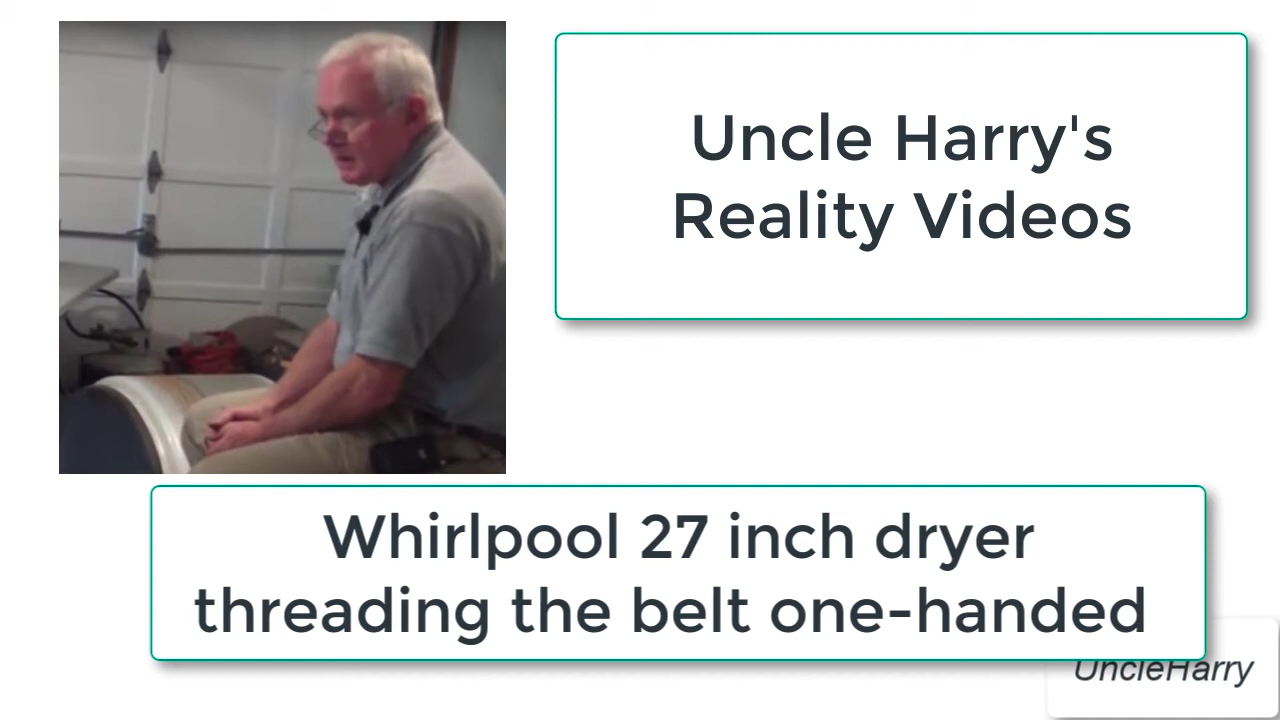 Uncle Harry's
Reality Videos
Whirlpool 27 inch dryer
threading the belt one-handed
UncleHarry